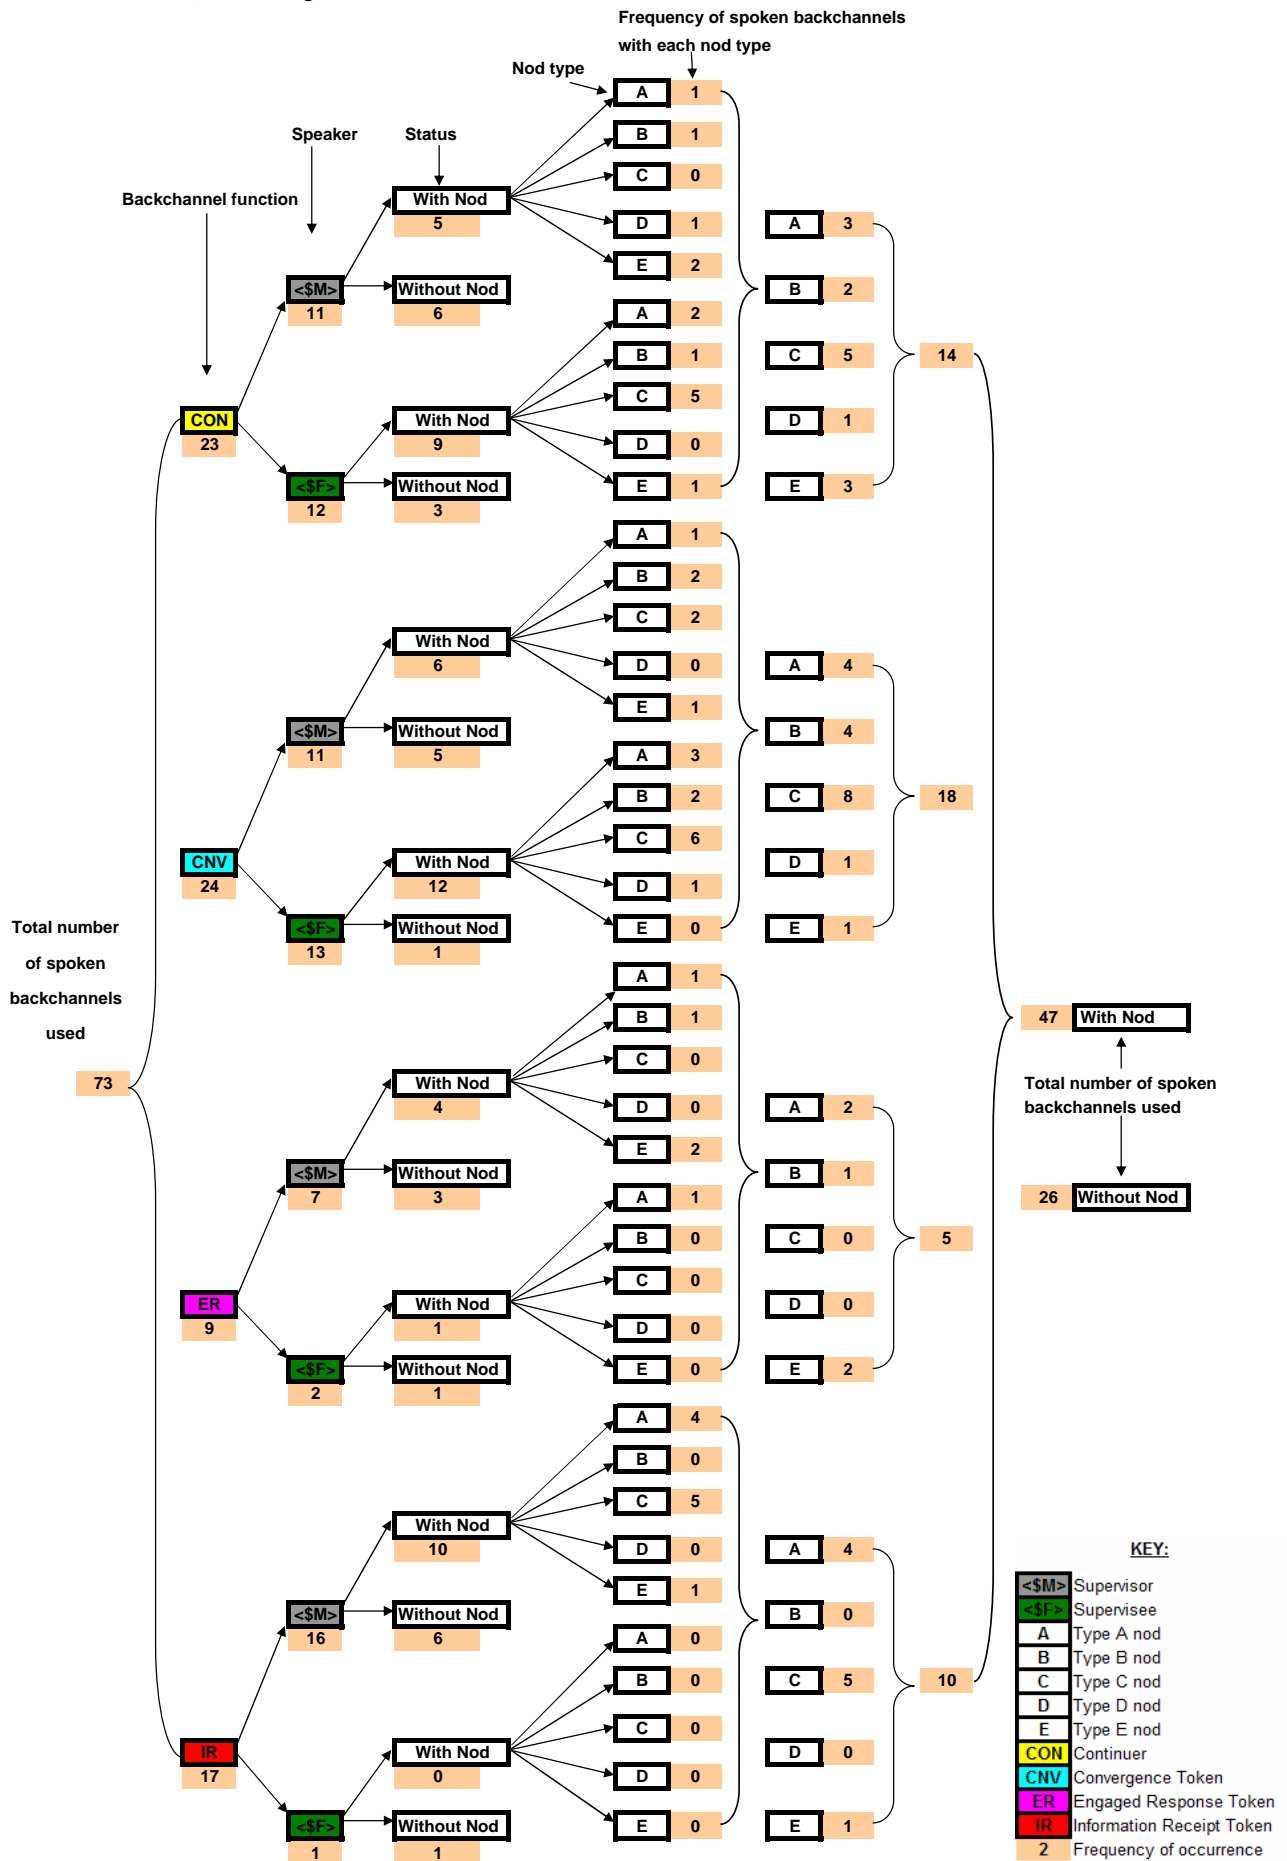 Frequency of spoken backchannels
with each nod type
Nod type
Speaker
Status
Backchannel function
A 1
B 1
C 0
With Nod
5
D 1
A 3
E 2
<$M>
11
Without Nod
6
B 2
A 2
B 1
C 5
14
C 5
CON
23
With Nod
9
D 1
D 0
<$F>
12
Without Nod
3
E 1
E 3
A 1
B 2
C 2
With Nod
6
D 0
A 4
E 1
<$M>
11
Without Nod
5
B 4
A 3
B 2
C 8
18
C 6
CNV
24
With Nod
12
D 1
D 1
<$F>
13
Without Nod
1
E 0
E 1
Total number
of spoken
backchannels
used
73
A 1
B 1
C 0
47 With Nod
With Nod
4
D 0
A 2
E 2
Total number of spoken
backchannels used
<$M>
7
Without Nod
3
B 1
26 Without Nod
A 1
B 0
C 0
5
C 0
ER
9
With Nod
1
D 0
D 0
<$F>
2
Without Nod
1
E 0
E 2
A 4
B 0
C 5
With Nod
10
D 0
A 4
E 1
<$M>
16
Without Nod
6
B 0
A 0
B 0
C 5
10
C 0
IR
17
With Nod
0
D 0
D 0
<$F>
1
Without Nod
1
E 0
E 1
KEY:
<$M> Supervisor
<$F> Supervisee
A Type A nod
B Type B nod
C Type C nod
D Type D nod
E Type E nod
CON Continuer
CNV Convergence Token
ER Engaged Response Token
IR Information Receipt Token
2 Frequency of occurrence